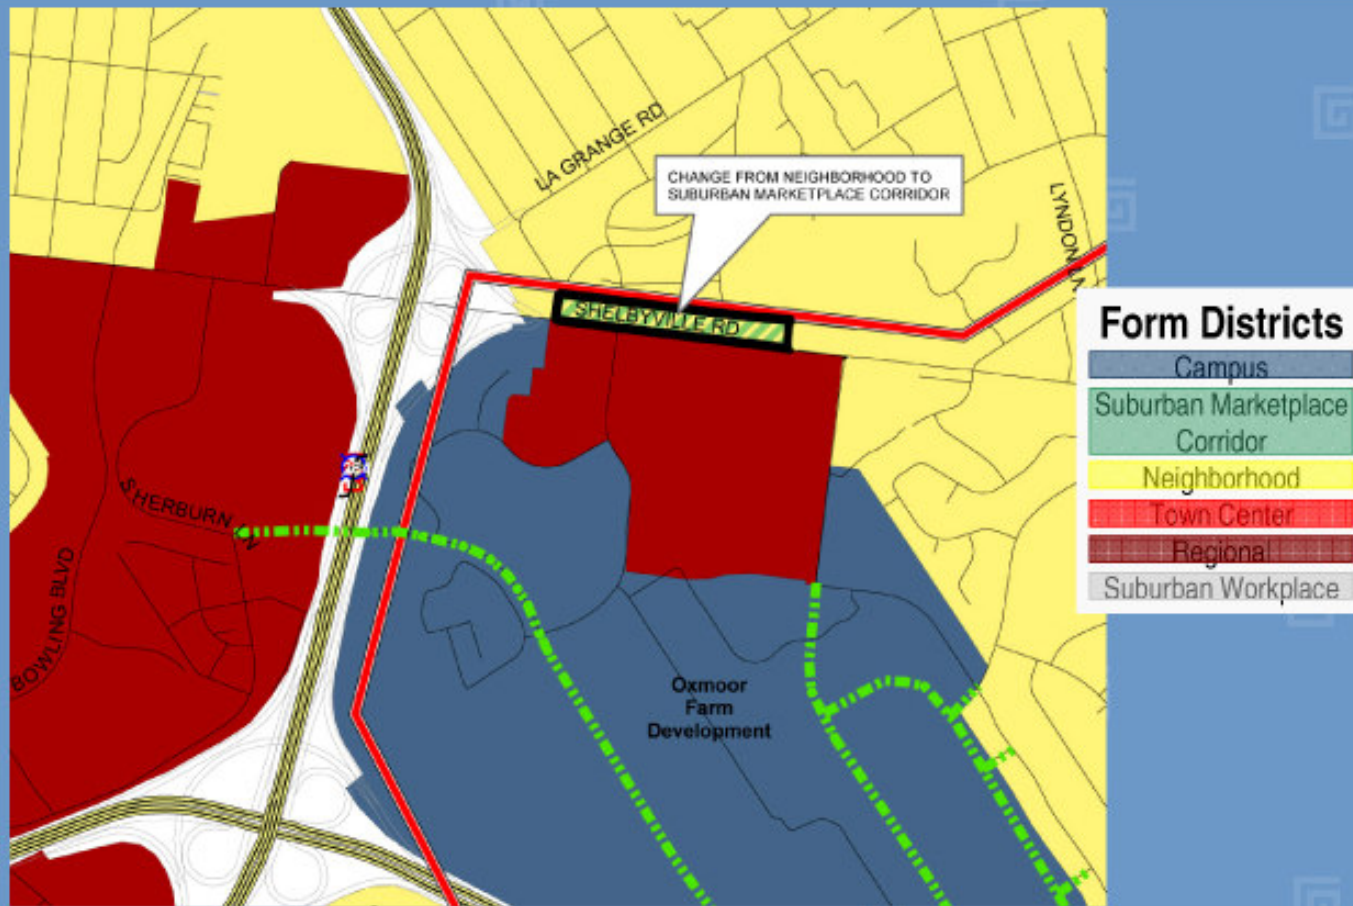 LA GRANGE RD
CHANGE FROM NEIGHBORHOOD TO
SUBURBAN MARKETPLACE CORRIDOR
LYNDON LN
SHELBYVILLE RD
Form Districts
Campus
Suburban Marketplace
Corridor
Neighborhood
Town Center
Regional
Suburban Workplace
SHERBURN LN
BOWLING BLVD
Oxmoor
Farm
Development